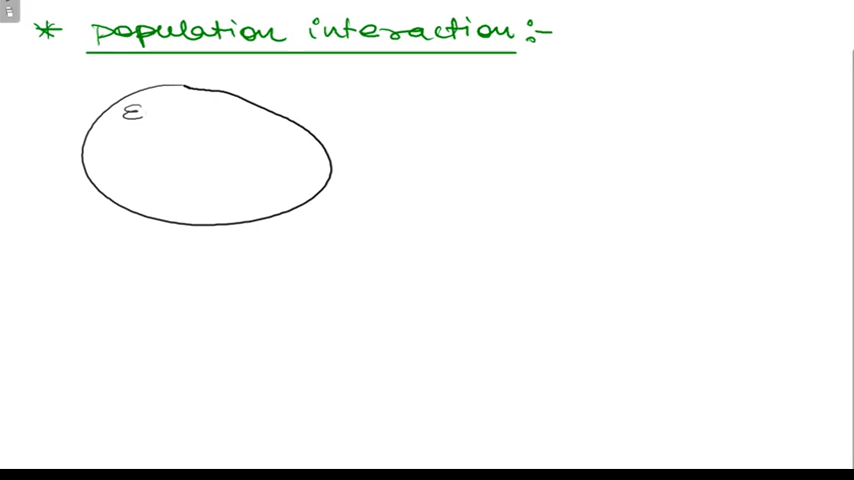 * population interaction :-
ε